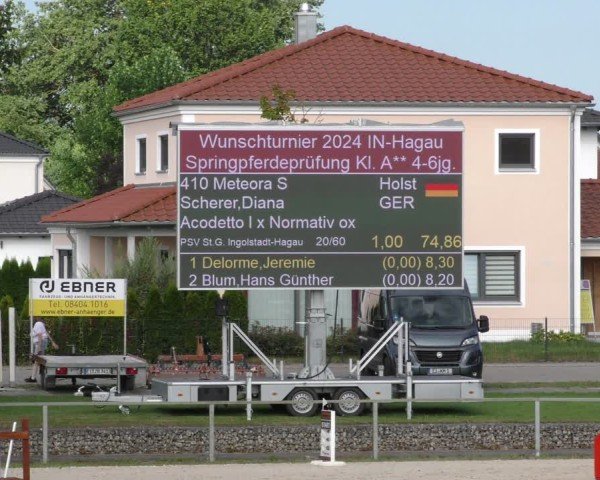 Wunschturnier 2024 IN-Hagau
Springpferdeprüfung Kl. A** 4-6jg.
410 Meteora S Holst
Scherer,Diana GER
Acodetto I x Normativ ox
PSV St.G. Ingolstadt-Hagau 20/60 1,00 74,86
1 Delorme,Jeremie (0,00) 8,30
2 Blum,Hans Günther (0,00) 8,20
EBNER
FAHRZEUG- UND ANHÄNGERTECHNIK
Tel. 08404 1016
www.ebner-anhaenger.de